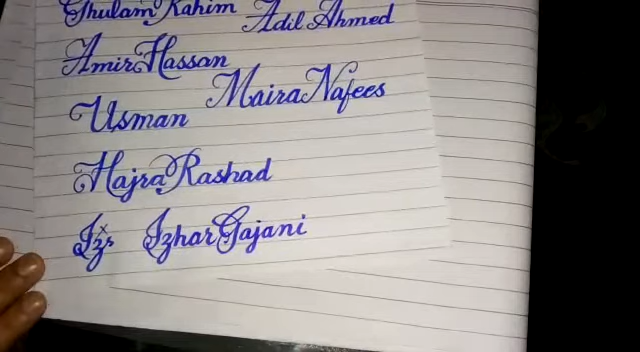 Ghulam Rahim
Adil Ahmed
Amir Hassan
Maira Nafees
Usman
Hajra Rashad
Izhar Gajani